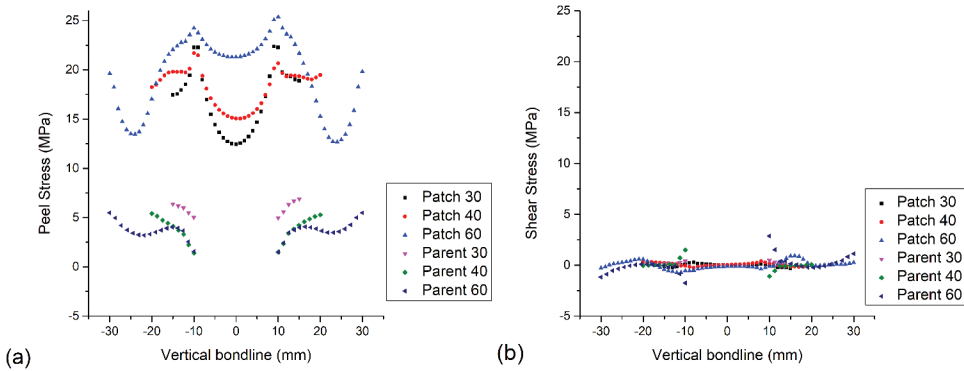 25
20
15
10
5
0
-5
Peel Stress (MPa)
-30 -20 -10 0 10 20 30
Vertical bondline (mm)
Patch 30
Patch 40
Patch 60
Parent 30
Parent 40
Parent 60
(a)
25
20
15
10
5
0
-5
Shear Stress (MPa)
-30 -20 -10 0 10 20 30
Vertical bondline (mm)
Patch 30
Patch 40
Patch 60
Parent 30
Parent 40
Parent 60
(b)